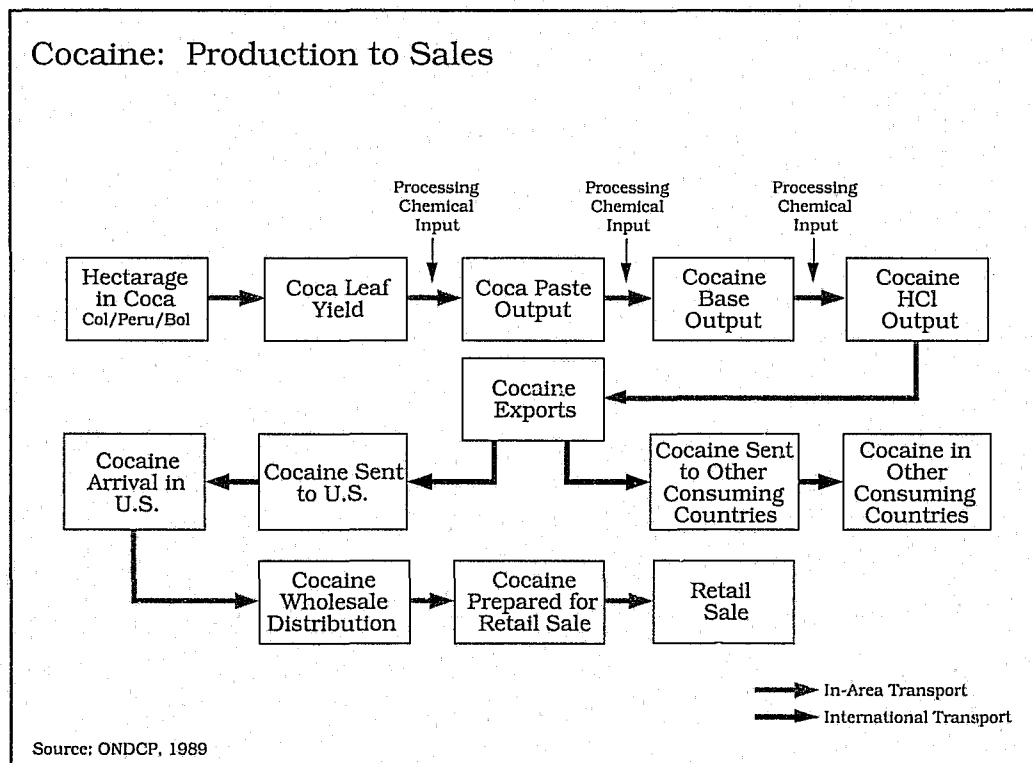 Cocaine: Production to Sales
Processing
Chemical
Input
Processing
Chemical
Input
Processing
Chemical
Input
Hectarage
in Coca
Col/Peru/Bol
Coca Leaf
Yield
Coca Paste
Output
Cocaine
Base
Output
Cocaine
HCl
Output
Cocaine
Exports
Cocaine
Arrival in
U.S.
Cocaine Sent
to U.S.
Cocaine Sent
to Other
Consuming
Countries
Cocaine in
Other
Consuming
Countries
Cocaine
Wholesale
Distribution
Cocaine
Prepared for
Retail Sale
Retail
Sale
In-Area Transport
International Transport
Source: ONDCP, 1989